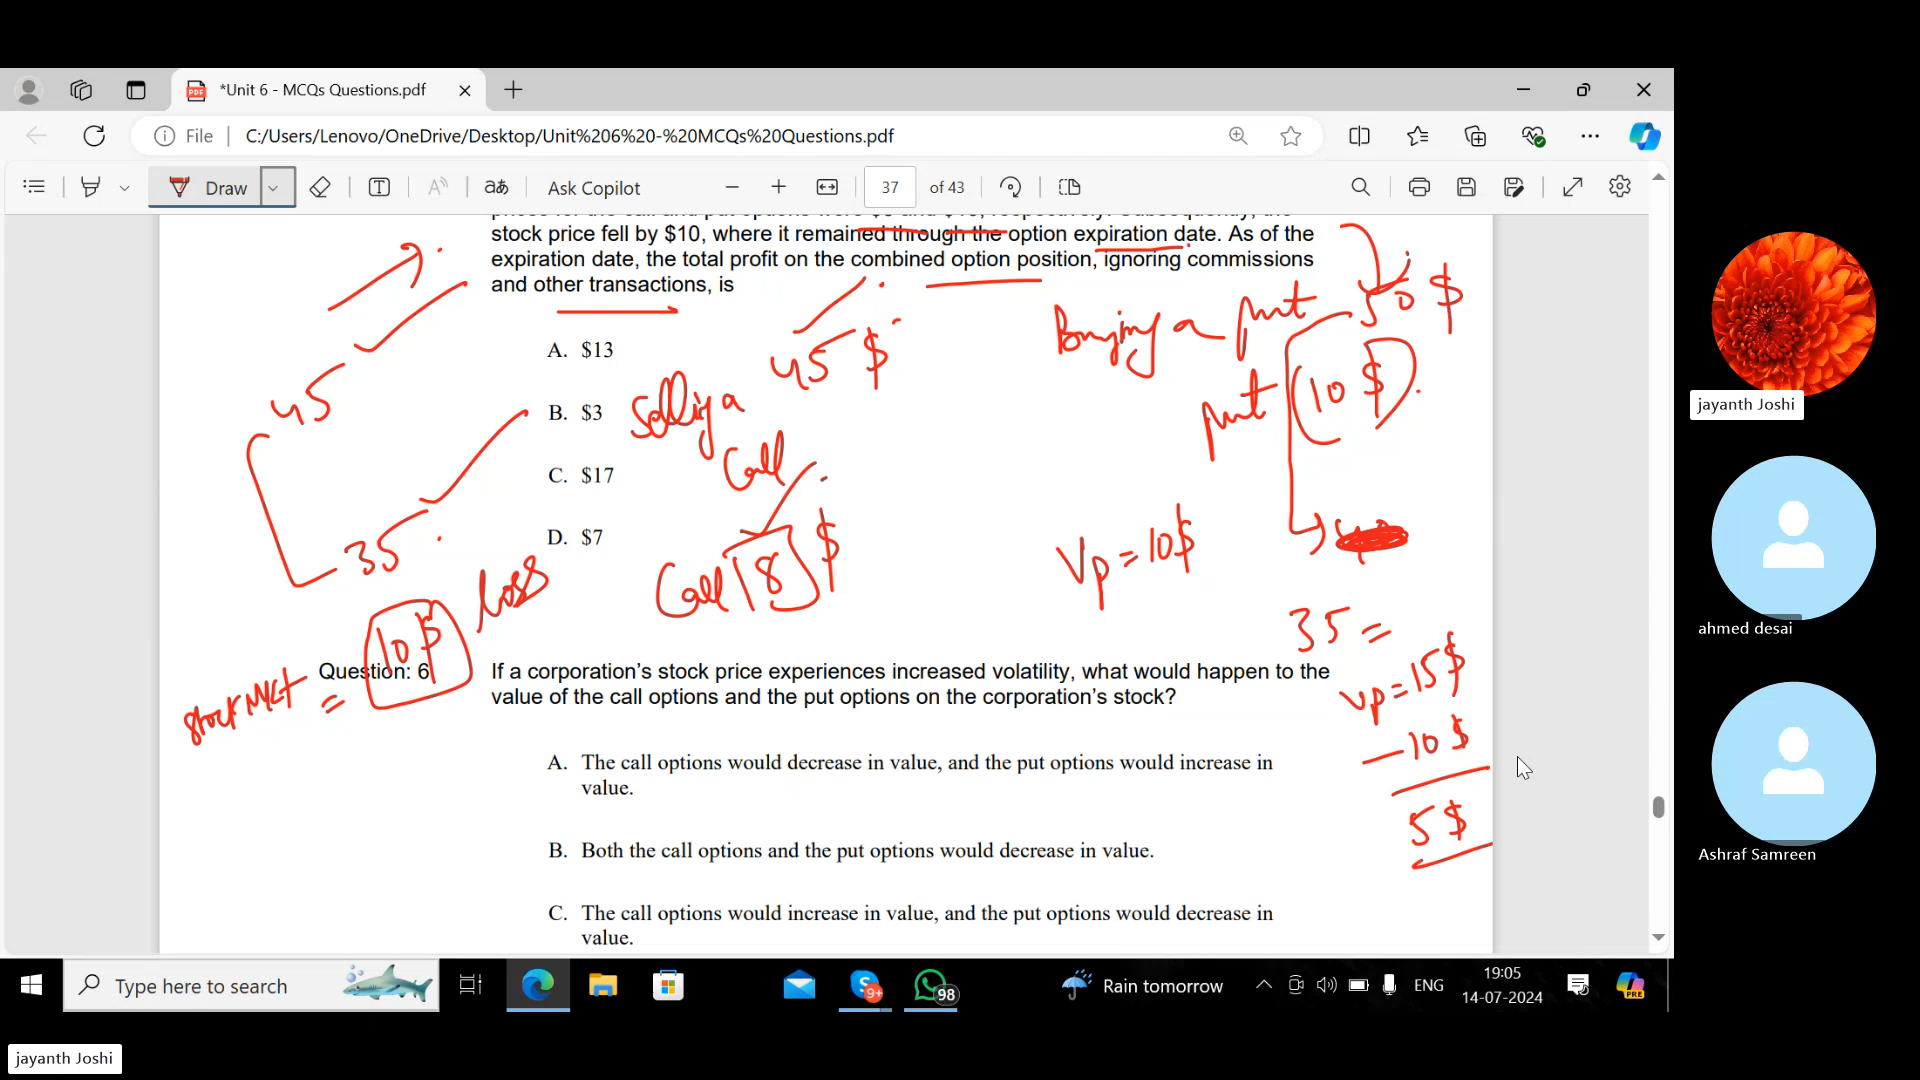 *Unit 6 - MCQs Questions.pdf
File
C:/Users/Lenovo/OneDrive/Desktop/Unit%206%20-%20MCQs%20Questions.pdf
Draw
Ask Copilot
37 of 43
stock price fell by $10, where it remained through the option expiration date. As of the
expiration date, the total profit on the combined option position, ignoring commissions
and other transactions, is
A. $13
B. $3
C. $17
D. $7
45
35
10 $ loss
stock Mkt =
45 $
Selling a
Call
Call 8 $
Buying a put 50 $
put 10 $
Vp = 10$
35 =
Vp = 15$
- 10 $
5 $
Question: 6
If a corporation’s stock price experiences increased volatility, what would happen to the
value of the call options and the put options on the corporation’s stock?
A. The call options would decrease in value, and the put options would increase in
value.
B. Both the call options and the put options would decrease in value.
C. The call options would increase in value, and the put options would decrease in
value.
jayanth Joshi
ahmed desai
Ashraf Samreen
Type here to search
9+
98
Rain tomorrow
ENG
19:05
14-07-2024
PRE
jayanth Joshi